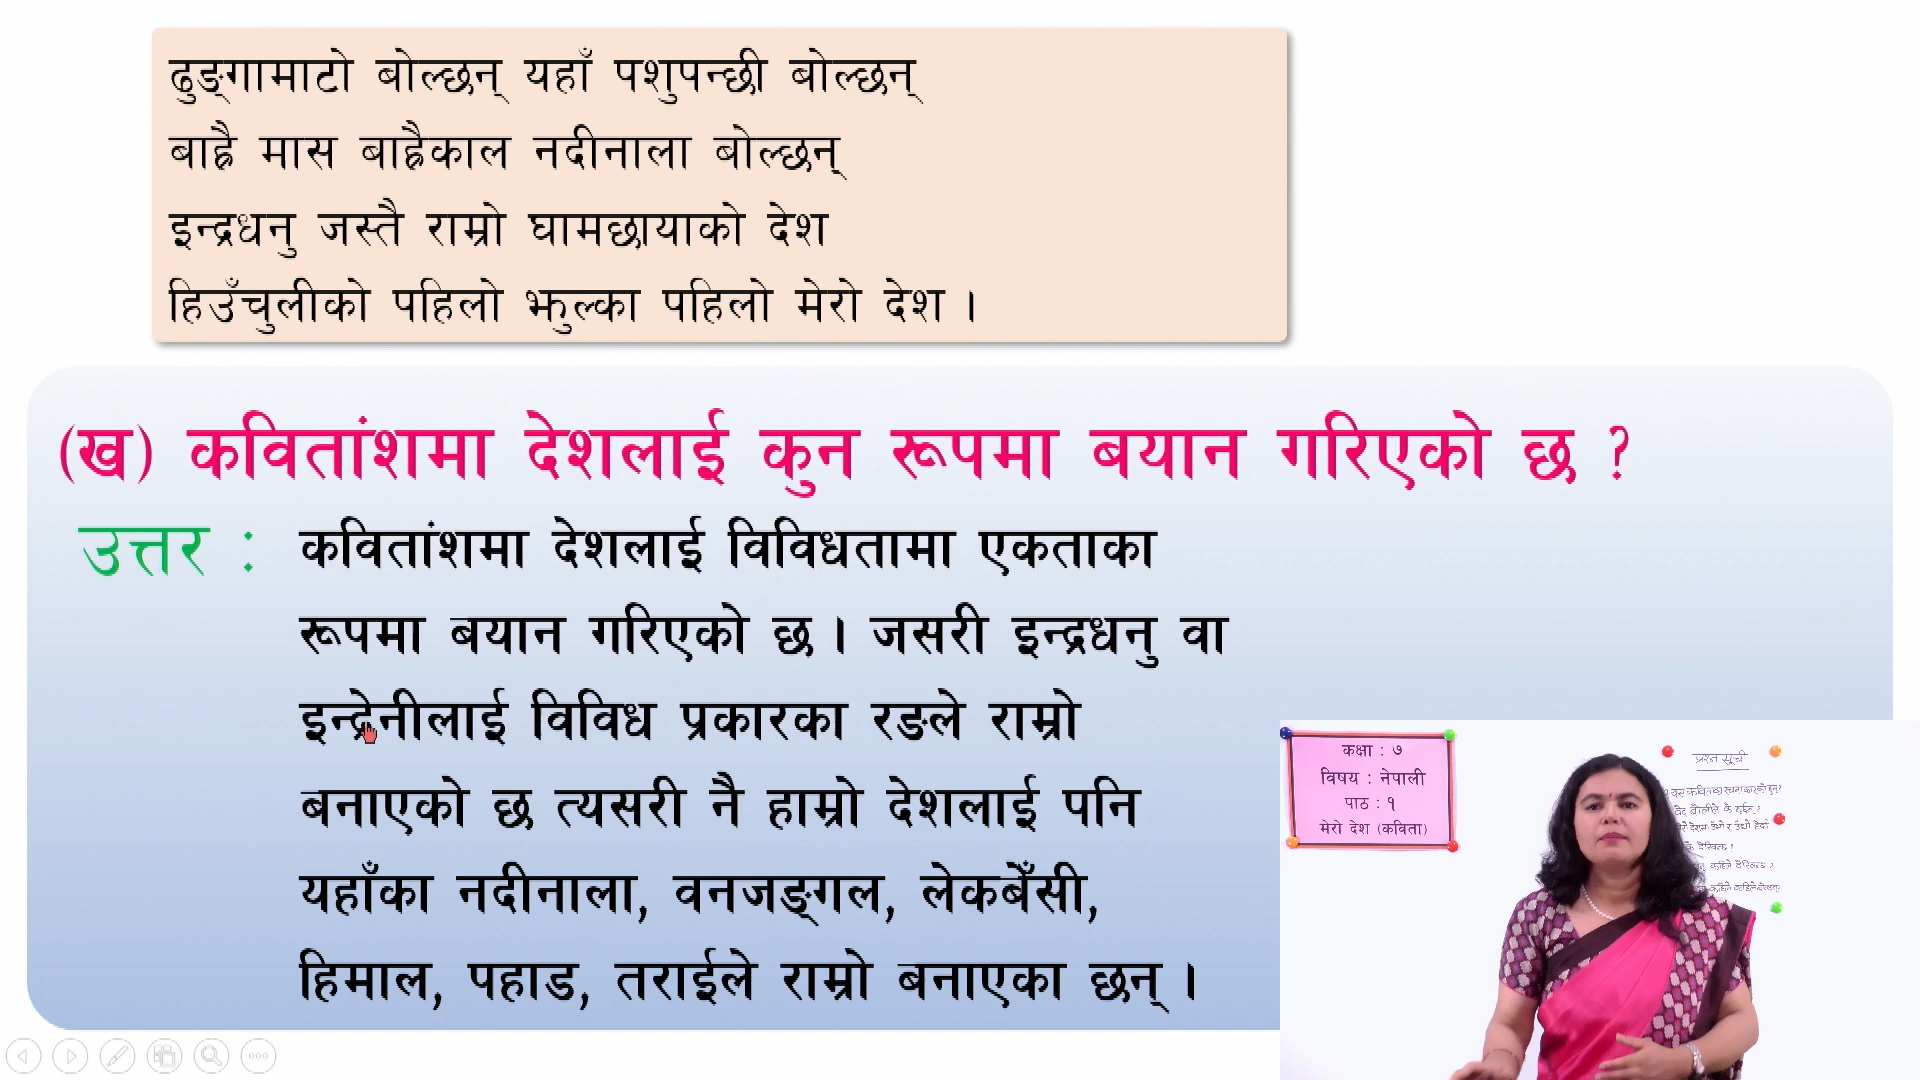 ढुङ्गामाटो बोल्छन् यहाँ पशुपन्छी बोल्छन्
बाह्रै मास बाह्रैकाल नदीनाला बोल्छन्
इन्द्रधनु जस्तै राम्रो घामछायाको देश
हिउँचुलीको पहिलो झुल्का पहिलो मेरो देश ।
(ख) कवितांशमा देशलाई कुन रूपमा बयान गरिएको छ ?
उत्तर : कवितांशमा देशलाई विविधतामा एकताका
रूपमा बयान गरिएको छ । जसरी इन्द्रधनु वा
इन्द्रेनीलाई विविध प्रकारका रङले राम्रो
बनाएको छ त्यसरी नै हाम्रो देशलाई पनि
यहाँका नदीनाला, वनजङ्गल, लेकबेँसी,
हिमाल, पहाड, तराईले राम्रो बनाएका छन् ।
कक्षा : ७
विषय : नेपाली
पाठ : १
मेरो देश (कविता)
प्रश्न सूची